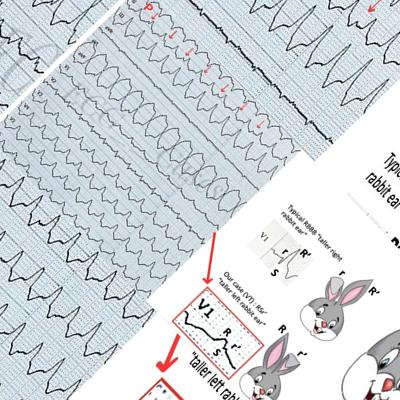 P
Typic
rabbit ear
Typical RBBB "taller right
rabbit ear"
V1
r
R'
S
r
R'
Our case (VT) : RSr'
"taller left rabbit ear"
V1
R
r'
S
R
r'
"taller left rab